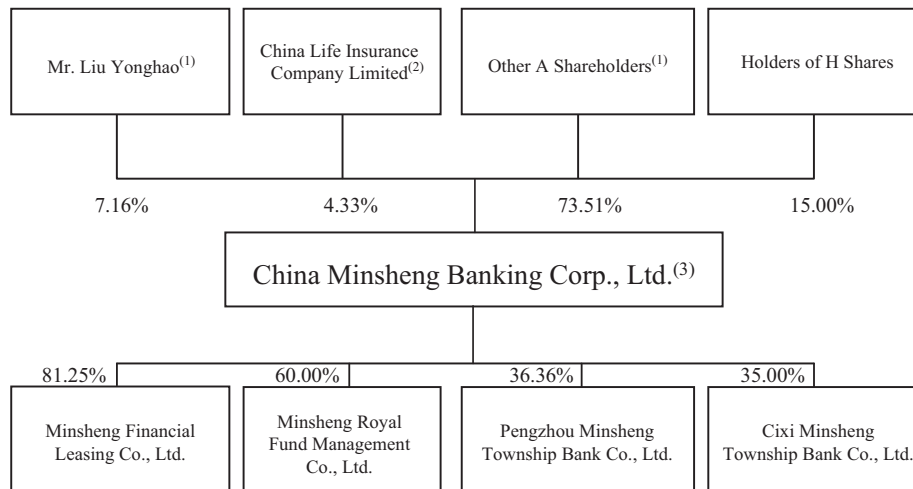 Mr. Liu Yonghao(1)
China Life Insurance
Company Limited(2)
Other A Shareholders(1)
Holders of H Shares
7.16%
4.33%
73.51%
15.00%
China Minsheng Banking Corp., Ltd.(3)
81.25%
60.00%
36.36%
35.00%
Minsheng Financial
Leasing Co., Ltd.
Minsheng Royal
Fund Management
Co., Ltd.
Pengzhou Minsheng
Township Bank Co., Ltd.
Cixi Minsheng
Township Bank Co., Ltd.